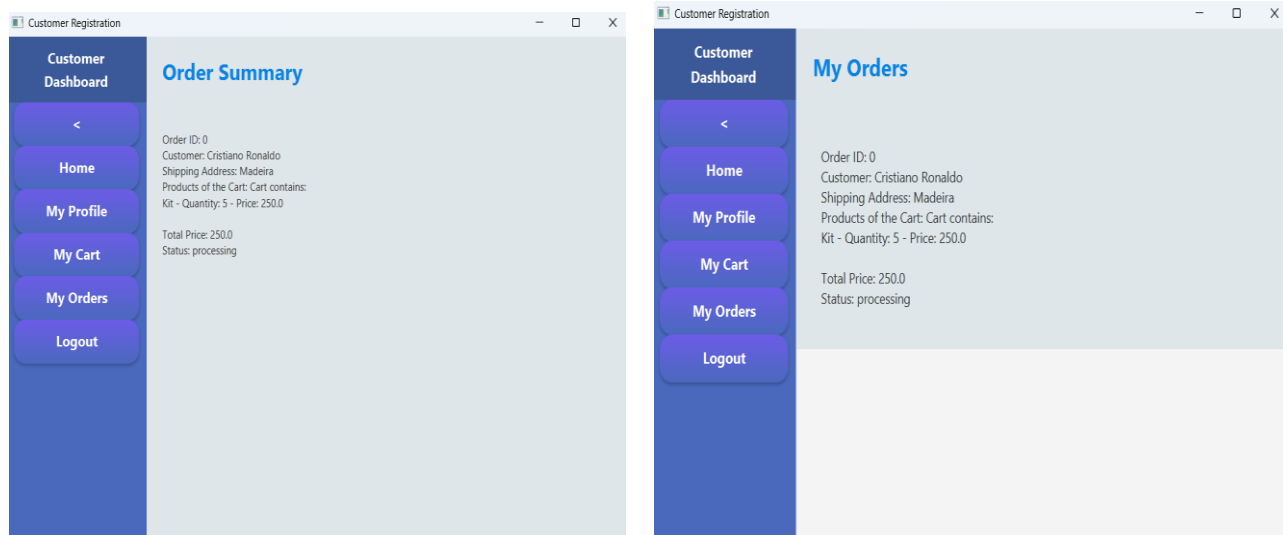 Customer Registration
Customer
Dashboard
<
Home
My Profile
My Cart
My Orders
Logout
Order Summary
Order ID: 0
Customer: Cristiano Ronaldo
Shipping Address: Madeira
Products of the Cart: Cart contains:
Kit - Quantity: 5 - Price: 250.0
Total Price: 250.0
Status: processing
Customer Registration
Customer
Dashboard
<
Home
My Profile
My Cart
My Orders
Logout
My Orders
Order ID: 0
Customer: Cristiano Ronaldo
Shipping Address: Madeira
Products of the Cart: Cart contains:
Kit - Quantity: 5 - Price: 250.0
Total Price: 250.0
Status: processing